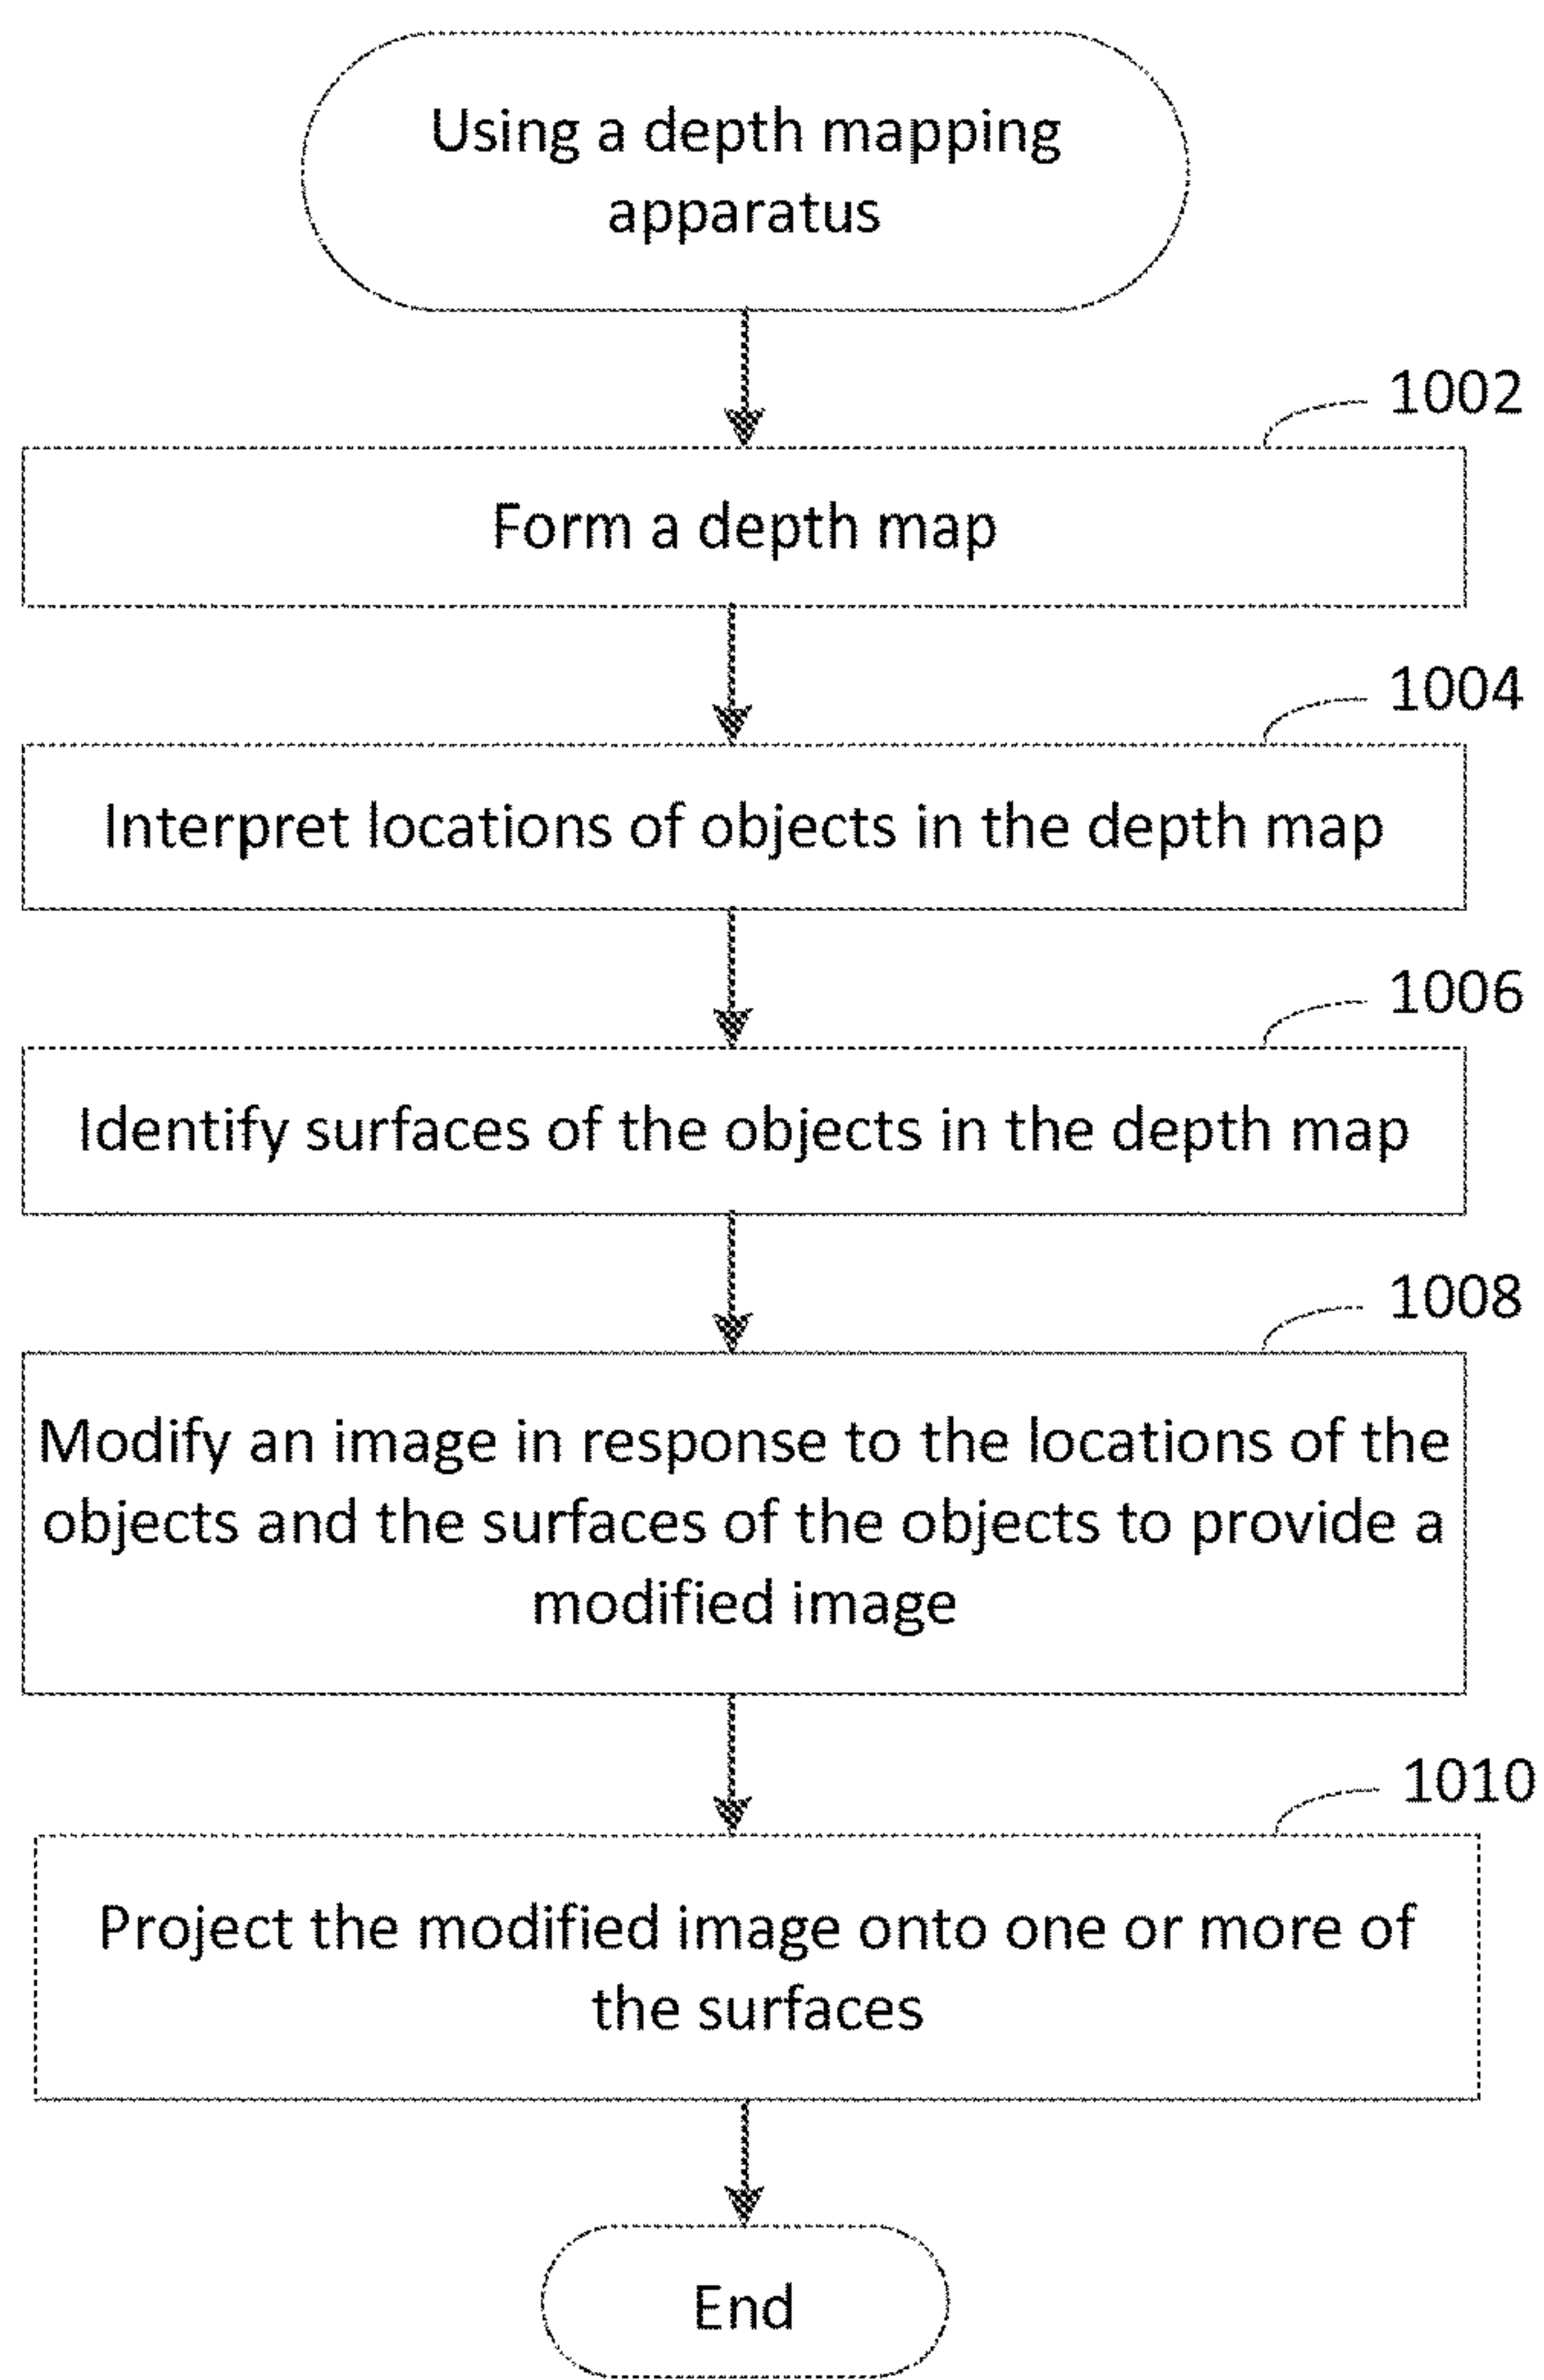 Using a depth mapping
apparatus
1002
Form a depth map
1004
Interpret locations of objects in the depth map
1006
Identify surfaces of the objects in the depth map
1008
Modify an image in response to the locations of the
objects and the surfaces of the objects to provide a
modified image
1010
Project the modified image onto one or more of
the surfaces
End